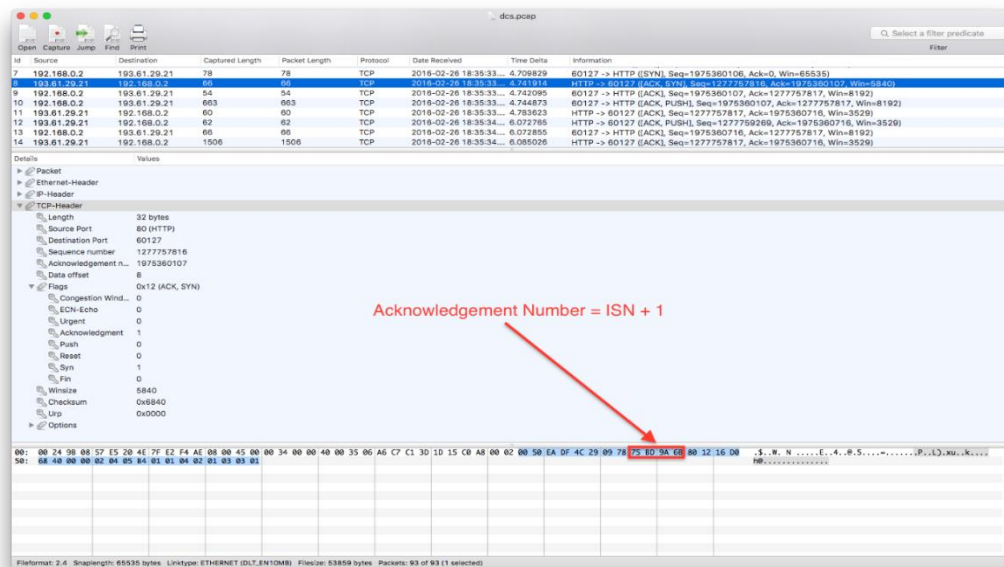 dcs.pcap
Open Capture Jump Find Print
Q Select a filter predicate
Filter
Id Source Destination Captured Length Packet Length Protocol Date Received Time Delta Information
7 192.168.0.2 193.61.29.21 78 78 TCP 2016-02-26 18:35:33.... 4.709829 60127 -> HTTP ([SYN], Seq=1975360106, Ack=0, Win=65535)
8 193.61.29.21 192.168.0.2 66 66 TCP 2016-02-26 18:35:33.... 4.741914 HTTP -> 60127 ([ACK, SYN], Seq=1277757816, Ack=1975360107, Win=5840)
9 192.168.0.2 193.61.29.21 54 54 TCP 2016-02-26 18:35:33.... 4.742095 60127 -> HTTP ([ACK], Seq=1975360107, Ack=1277757817, Win=8192)
10 192.168.0.2 193.61.29.21 663 663 TCP 2016-02-26 18:35:33.... 4.744873 60127 -> HTTP ([ACK, PUSH], Seq=1975360107, Ack=1277757817, Win=8192)
11 193.61.29.21 192.168.0.2 60 60 TCP 2016-02-26 18:35:33.... 4.783623 HTTP -> 60127 ([ACK], Seq=1277757817, Ack=1975360716, Win=3529)
12 193.61.29.21 192.168.0.2 62 62 TCP 2016-02-26 18:35:34.... 6.072765 HTTP -> 60127 ([ACK, PUSH], Seq=1277759269, Ack=1975360716, Win=3529)
13 192.168.0.2 193.61.29.21 66 66 TCP 2016-02-26 18:35:34.... 6.072855 60127 -> HTTP ([ACK], Seq=1975360716, Ack=1277757817, Win=8192)
14 193.61.29.21 192.168.0.2 1506 1506 TCP 2016-02-26 18:35:34.... 6.085026 HTTP -> 60127 ([ACK], Seq=1277757817, Ack=1975360716, Win=3529)
Details Values
Packet
Ethernet-Header
IP-Header
TCP-Header
Length 32 bytes
Source Port 80 (HTTP)
Destination Port 60127
Sequence number 1277757816
Acknowledgement n... 1975360107
Data offset 8
Flags 0x12 (ACK, SYN)
Congestion Wind... 0
ECN-Echo 0
Urgent 0
Acknowledgment 1
Push 0
Reset 0
Syn 1
Fin 0
Winsize 5840
Checksum 0x6840
Urp 0x0000
Options
Acknowledgement Number = ISN + 1
00: 00 24 9B 08 57 E5 20 4E 7F E2 F4 AE 08 00 45 00 00 34 00 00 40 00 35 06 A6 C7 C1 3D 1D 15 C0 A8 00 02 00 50 EA DF 4C 29 09 78 75 BD 9A 6B 80 12 16 D0 .$..W. N .....E..4..@.5....=.......P..L).xu..k....
50: 68 40 00 00 02 04 05 B4 01 01 04 02 01 03 03 01 h@..............
Fileformat: 2.4 Snaplength: 65535 bytes Linktype: ETHERNET (DLT_EN10MB) Filesize: 53859 bytes Packets: 93 of 93 (1 selected)